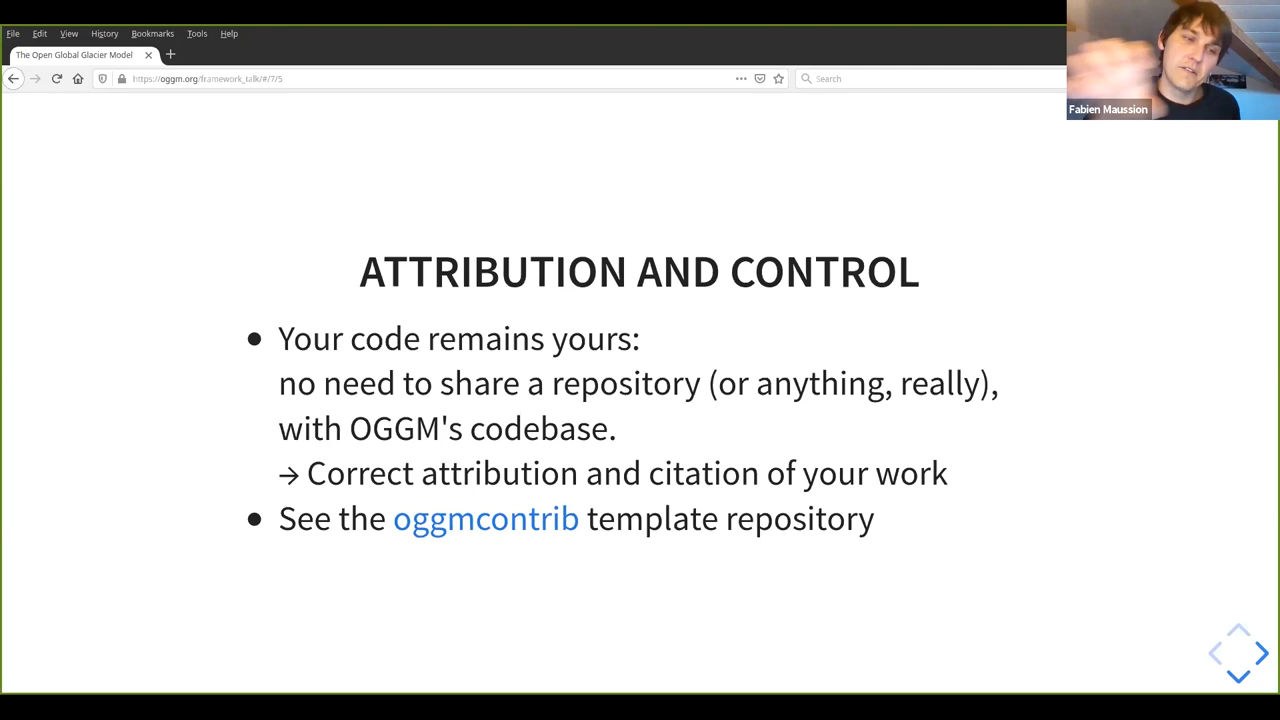 File Edit View History Bookmarks Tools Help
The Open Global Glacier Model
https://oggm.org/framework_talk/#/7/5
Search
Fabien Maussion
ATTRIBUTION AND CONTROL
• Your code remains yours:
no need to share a repository (or anything, really),
with OGGM's codebase.
→ Correct attribution and citation of your work
• See the oggmcontrib template repository